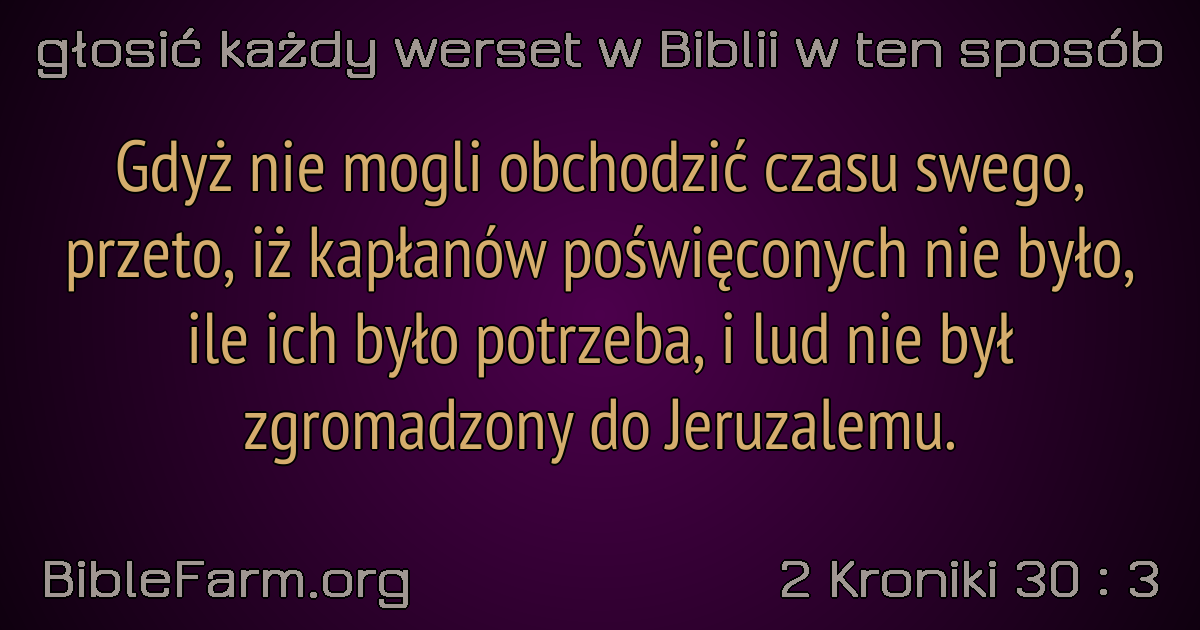 głosić każdy werset w Biblii w ten sposób
Gdyż nie mogli obchodzić czasu swego,
przeto, iż kapłanów poświęconych nie było,
ile ich było potrzeba, i lud nie był
zgromadzony do Jeruzalemu.
BibleFarm.org
2 Kroniki 30 : 3